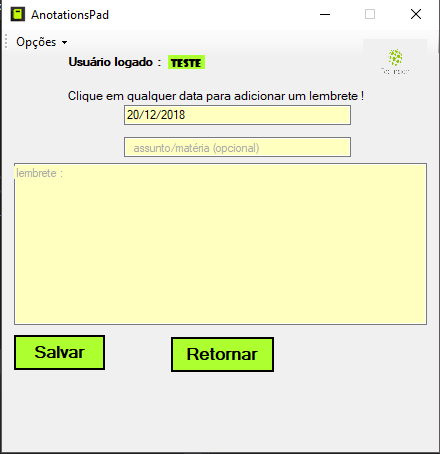 AnotationsPad
Opções
Usuário logado : TESTE
Clique em qualquer data para adicionar um lembrete !
20/12/2018
assunto/matéria (opcional)
lembrete :
Salvar
Retornar